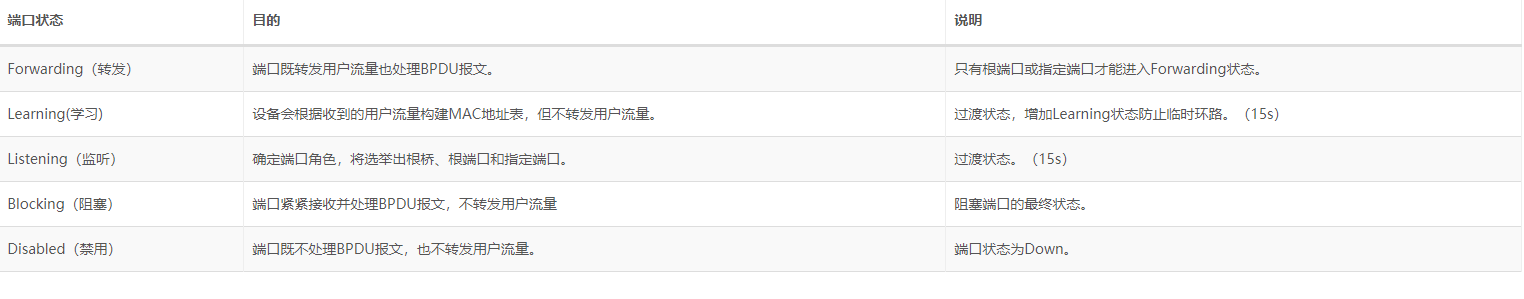 端口状态 目的 说明
Forwarding（转发） 端口既转发用户流量也处理BPDU报文。 只有根端口或指定端口才能进入Forwarding状态。
Learning(学习) 设备会根据收到的用户流量构建MAC地址表，但不转发用户流量。 过渡状态，增加Learning状态防止临时环路。（15s）
Listening（监听） 确定端口角色，将选举出根桥、根端口和指定端口。 过渡状态。（15s）
Blocking（阻塞） 端口紧紧接收并处理BPDU报文，不转发用户流量 阻塞端口的最终状态。
Disabled（禁用） 端口既不处理BPDU报文，也不转发用户流量。 端口状态为Down。